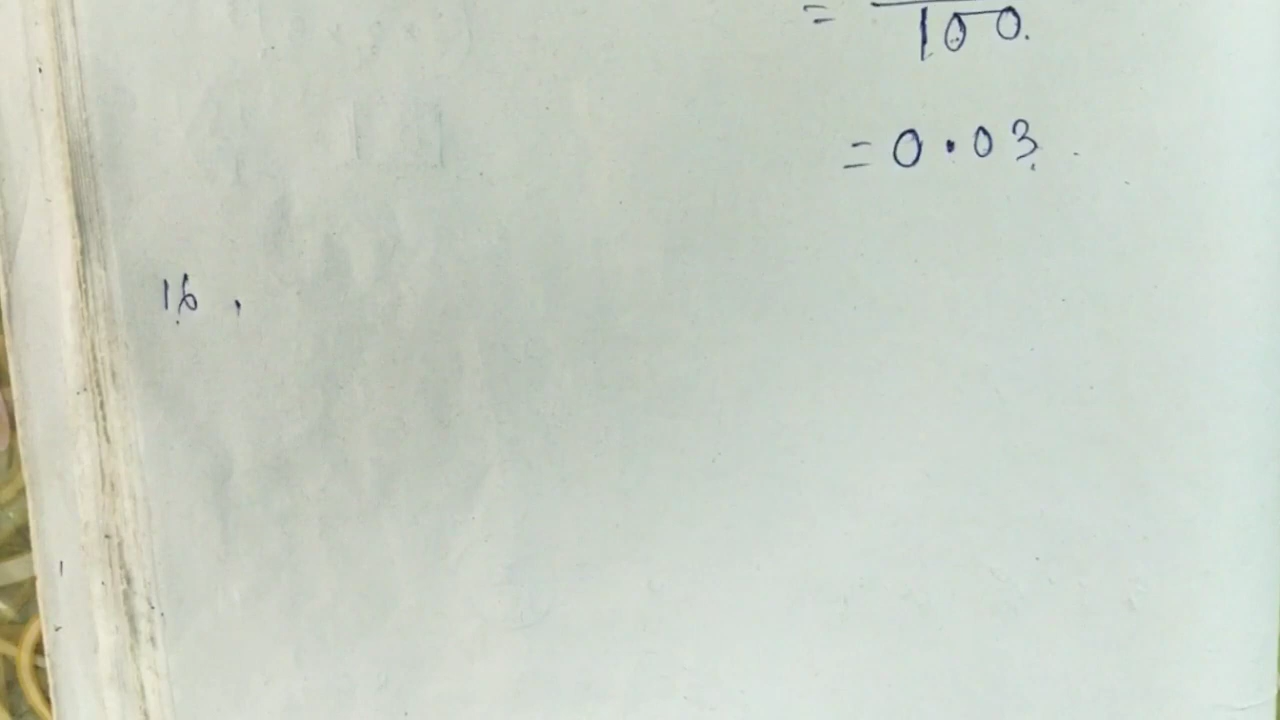 = 100.
= 0.03.
16.